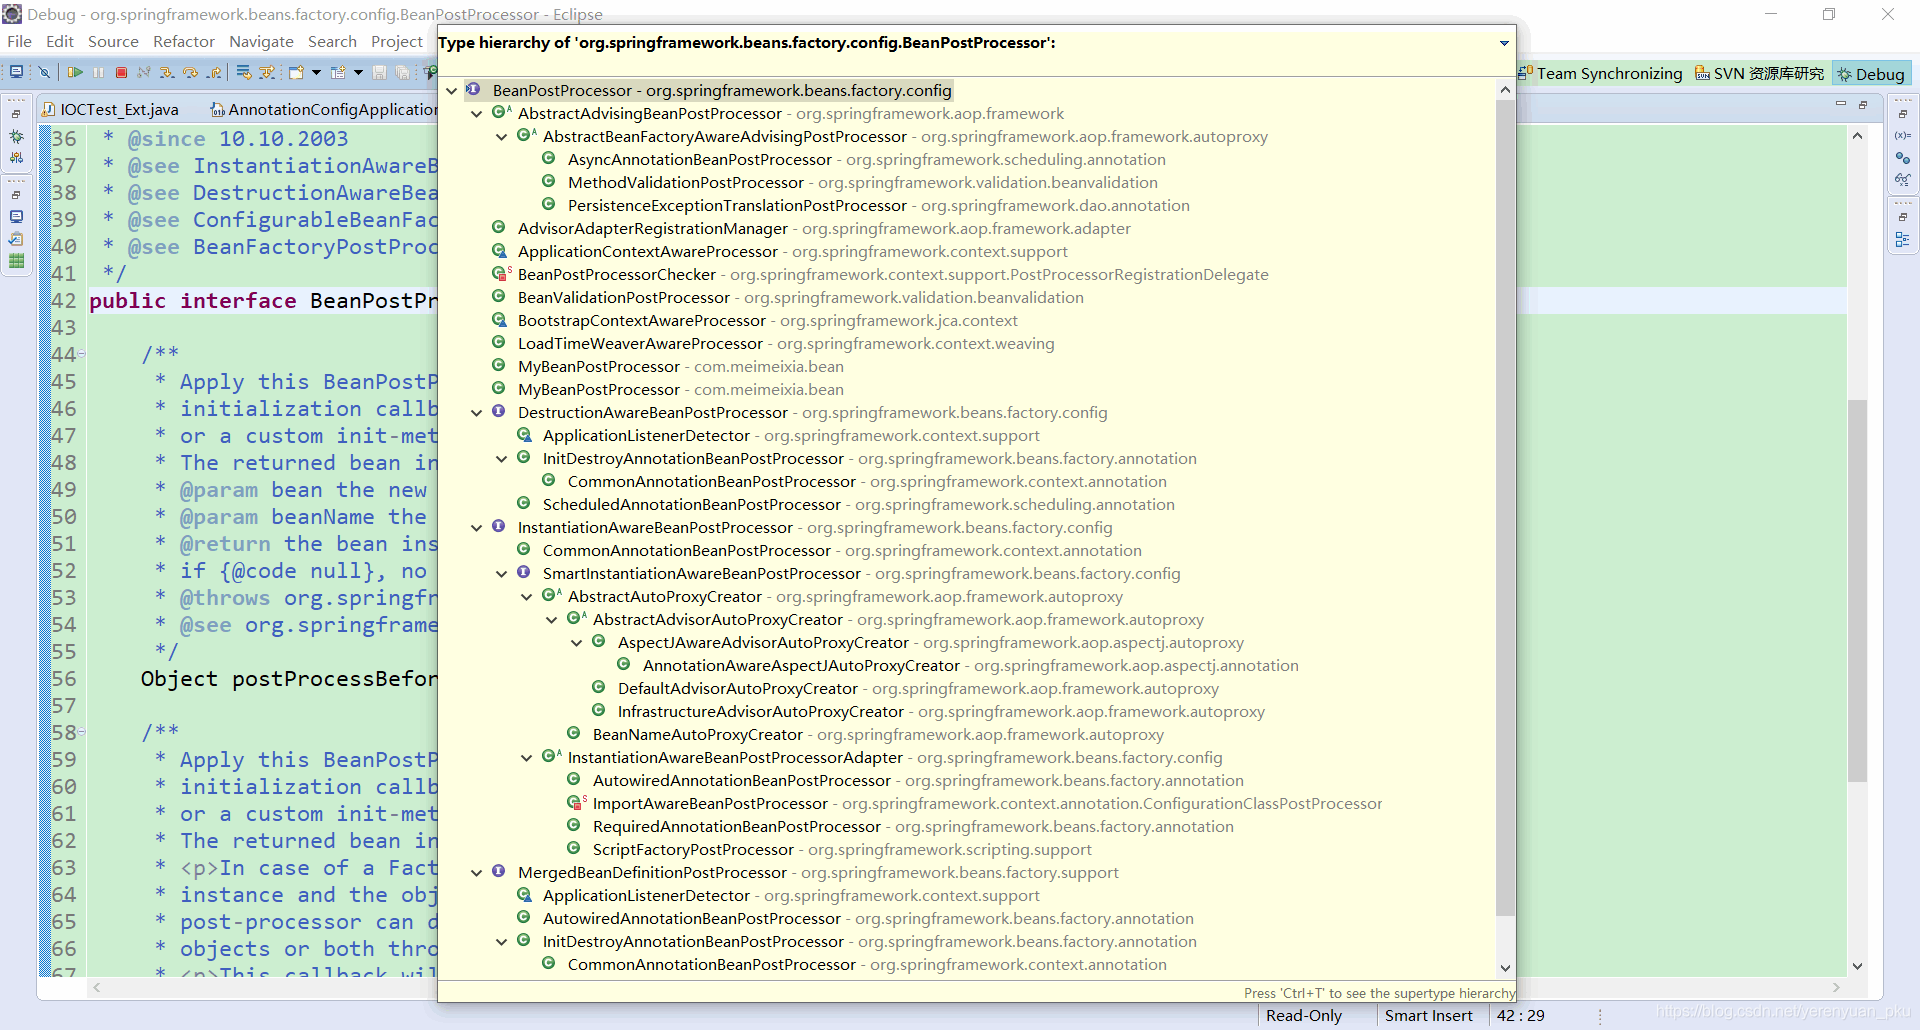 Debug - org.springframework.beans.factory.config.BeanPostProcessor - Eclipse
File Edit Source Refactor Navigate Search Project
Team Synchronizing SVN 资源库研究 Debug
IOCTest_Ext.java AnnotationConfigApplication
36 * @since 10.10.2003
37 * @see InstantiationAwareB
38 * @see DestructionAwareBea
39 * @see ConfigurableBeanFac
40 * @see BeanFactoryPostProc
41 */
42 public interface BeanPostPr
43
44 /**
45 * Apply this BeanPostP
46 * initialization callb
47 * or a custom init-met
48 * The returned bean in
49 * @param bean the new
50 * @param beanName the
51 * @return the bean ins
52 * if {@code null}, no
53 * @throws org.springfr
54 * @see org.springframe
55 */
56 Object postProcessBefor
57
58 /**
59 * Apply this BeanPostP
60 * initialization callb
61 * or a custom init-met
62 * The returned bean in
63 * <p>In case of a Fact
64 * instance and the obj
65 * post-processor can d
66 * objects or both thro
67 * <p>This callback wil
Type hierarchy of 'org.springframework.beans.factory.config.BeanPostProcessor':
BeanPostProcessor - org.springframework.beans.factory.config
AbstractAdvisingBeanPostProcessor - org.springframework.aop.framework
AbstractBeanFactoryAwareAdvisingPostProcessor - org.springframework.aop.framework.autoproxy
AsyncAnnotationBeanPostProcessor - org.springframework.scheduling.annotation
MethodValidationPostProcessor - org.springframework.validation.beanvalidation
PersistenceExceptionTranslationPostProcessor - org.springframework.dao.annotation
AdvisorAdapterRegistrationManager - org.springframework.aop.framework.adapter
ApplicationContextAwareProcessor - org.springframework.context.support
BeanPostProcessorChecker - org.springframework.context.support.PostProcessorRegistrationDelegate
BeanValidationPostProcessor - org.springframework.validation.beanvalidation
BootstrapContextAwareProcessor - org.springframework.jca.context
LoadTimeWeaverAwareProcessor - org.springframework.context.weaving
MyBeanPostProcessor - com.meimeixia.bean
MyBeanPostProcessor - com.meimeixia.bean
DestructionAwareBeanPostProcessor - org.springframework.beans.factory.config
ApplicationListenerDetector - org.springframework.context.support
InitDestroyAnnotationBeanPostProcessor - org.springframework.beans.factory.annotation
CommonAnnotationBeanPostProcessor - org.springframework.context.annotation
ScheduledAnnotationBeanPostProcessor - org.springframework.scheduling.annotation
InstantiationAwareBeanPostProcessor - org.springframework.beans.factory.config
CommonAnnotationBeanPostProcessor - org.springframework.context.annotation
SmartInstantiationAwareBeanPostProcessor - org.springframework.beans.factory.config
AbstractAutoProxyCreator - org.springframework.aop.framework.autoproxy
AbstractAdvisorAutoProxyCreator - org.springframework.aop.framework.autoproxy
AspectJAwareAdvisorAutoProxyCreator - org.springframework.aop.aspectj.autoproxy
AnnotationAwareAspectJAutoProxyCreator - org.springframework.aop.aspectj.annotation
DefaultAdvisorAutoProxyCreator - org.springframework.aop.framework.autoproxy
InfrastructureAdvisorAutoProxyCreator - org.springframework.aop.framework.autoproxy
BeanNameAutoProxyCreator - org.springframework.aop.framework.autoproxy
InstantiationAwareBeanPostProcessorAdapter - org.springframework.beans.factory.config
AutowiredAnnotationBeanPostProcessor - org.springframework.beans.factory.annotation
ImportAwareBeanPostProcessor - org.springframework.context.annotation.ConfigurationClassPostProcessor
RequiredAnnotationBeanPostProcessor - org.springframework.beans.factory.annotation
ScriptFactoryPostProcessor - org.springframework.scripting.support
MergedBeanDefinitionPostProcessor - org.springframework.beans.factory.support
ApplicationListenerDetector - org.springframework.context.support
AutowiredAnnotationBeanPostProcessor - org.springframework.beans.factory.annotation
InitDestroyAnnotationBeanPostProcessor - org.springframework.beans.factory.annotation
CommonAnnotationBeanPostProcessor - org.springframework.context.annotation
Press 'Ctrl+T' to see the supertype hierarchy
Read-Only Smart Insert 42 : 29
https://blog.csdn.net/yerenyuan_pku